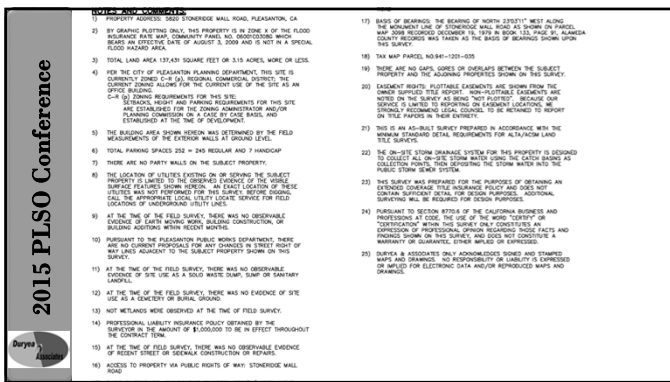 2015 PLSO Conference
Duryea
Associates
NOTES AND COMMENTS:
1) PROPERTY ADDRESS: 5820 STONERIDGE MALL ROAD, PLEASANTON, CA
2) BY GRAPHIC PLOTTING ONLY, THIS PROPERTY IS IN ZONE X OF THE FLOOD
INSURANCE RATE MAP, COMMUNITY PANEL NO. 06001C0308G WHICH
BEARS AN EFFECTIVE DATE OF AUGUST 3, 2009 AND IS NOT IN A SPECIAL
FLOOD HAZARD AREA.
3) TOTAL LAND AREA 137,431 SQUARE FEET OR 3.15 ACRES, MORE OR LESS.
4) PER THE CITY OF PLEASANTON PLANNING DEPARTMENT, THIS SITE IS
CURRENTLY ZONED C-R (p), REGIONAL COMMERCIAL, DISTRICT; THE
CURRENT ZONING ALLOWS FOR THE CURRENT USE OF THE SITE AS AN
OFFICE BUILDING.
C-R (p) ZONING REQUIREMENTS FOR THIS SITE:
SETBACKS, HEIGHT AND PARKING REQUIREMENTS FOR THIS SITE
ARE ESTABLISHED FOR THE ZONING ADMINISTRATOR AND/OR
PLANNING COMMISSION ON A CASE BY CASE BASIS, AND
ESTABLISHED AT THE TIME OF DEVELOPMENT.
5) THE BUILDING AREA SHOWN HEREON WAS DETERMINED BY THE FIELD
MEASUREMENTS OF THE EXTERIOR WALLS AT GROUND LEVEL.
6) TOTAL PARKING SPACES 252 = 245 REGULAR AND 7 HANDICAP
7) THERE ARE NO PARTY WALLS ON THE SUBJECT PROPERTY.
8) THE LOCATION OF UTILITIES EXISTING ON OR SERVING THE SUBJECT
PROPERTY IS LIMITED TO THE OBSERVED EVIDENCE OF THE VISIBLE
SURFACE FEATURES SHOWN HEREON. AN EXACT LOCATION OF THESE
UTILITIES WAS NOT PERFORMED FOR THIS SURVEY. BEFORE DIGGING,
CALL THE APPROPRIATE LOCAL UTILITY LOCATE SERVICE FOR FIELD
LOCATIONS OF UNDERGROUND UTILITY LINES.
9) AT THE TIME OF THE FIELD SURVEY, THERE WAS NO OBSERVABLE
EVIDENCE OF EARTH MOVING WORK, BUILDING CONSTRUCTION, OR
BUILDING ADDITIONS WITHIN RECENT MONTHS.
10) PURSUANT TO THE PLEASANTON PUBLIC WORKS DEPARTMENT, THERE
ARE NO CURRENT PROPOSALS FOR ANY CHANGES IN STREET RIGHT OF
WAY LINES ADJACENT TO THE SUBJECT PROPERTY SHOWN ON THIS
SURVEY.
11) AT THE TIME OF THE FIELD SURVEY, THERE WAS NO OBSERVABLE
EVIDENCE OF SITE USE AS A SOLID WASTE DUMP, SUMP OR SANITARY
LANDFILL.
12) AT THE TIME OF THE FIELD SURVEY, THERE WAS NO EVIDENCE OF SITE
USE AS A CEMETERY OR BURIAL GROUND.
13) NOT WETLANDS WERE OBSERVED AT THE TIME OF FIELD SURVEY.
14) PROFESSIONAL LIABILITY INSURANCE POLICY OBTAINED BY THE
SURVEYOR IN THE AMOUNT OF $1,000,000 TO BE IN EFFECT THROUGHOUT
THE CONTRACT TERM.
15) AT THE TIME OF THE FIELD SURVEY, THERE WAS NO OBSERVABLE EVIDENCE
OF RECENT STREET OR SIDEWALK CONSTRUCTION OR REPAIRS.
16) ACCESS TO PROPERTY VIA PUBLIC RIGHTS OF WAY: STONERIDGE MALL
ROAD
17) BASIS OF BEARINGS: THE BEARING OF NORTH 23°03'11" WEST ALONG
THE MONUMENT LINE OF STONERIDGE MALL ROAD AS SHOWN ON PARCEL
MAP 3098 RECORDED DECEMBER 19, 1979 IN BOOK 133, PAGE 91, ALAMEDA
COUNTY RECORDS WAS TAKEN AS THE BASIS OF BEARINGS SHOWN UPON
THIS SURVEY.
18) TAX MAP PARCEL NO.941-1201-035
19) THERE ARE NO GAPS, GORES OR OVERLAPS BETWEEN THE SUBJECT
PROPERTY AND THE ADJOINING PROPERTIES SHOWN ON THIS SURVEY.
20) EASEMENT RIGHTS: PLOTTABLE EASEMENTS ARE SHOWN FROM THE
OWNER SUPPLIED TITLE REPORT. NON-PLOTTABLE EASEMENTS ARE
NOTED ON THE SURVEY AS BEING "NOT PLOTTED". BECAUSE OUR
SERVICE IS LIMITED TO REPORTING ON EASEMENT LOCATIONS, WE
STRONGLY RECOMMEND LEGAL COUNSEL TO BE RETAINED TO REPORT
ON TITLE PAPERS IN THEIR ENTIRETY.
21) THIS IS AN AS-BUILT SURVEY PREPARED IN ACCORDANCE WITH THE
MINIMUM STANDARD DETAIL REQUIREMENTS FOR ALTA/ACSM LAND
TITLE SURVEYS.
22) THE ON-SITE STORM DRAINAGE SYSTEM FOR THIS PROPERTY IS DESIGNED
TO COLLECT ALL ON-SITE STORM WATER USING THE CATCH BASINS AS
COLLECTION POINTS, THEN DEPOSITING THE STORM WATER INTO THE
PUBLIC STORM SEWER SYSTEM.
23) THIS SURVEY WAS PREPARED FOR THE PURPOSES OF OBTAINING AN
EXTENDED COVERAGE TITLE INSURANCE POLICY AND DOES NOT
CONTAIN SUFFICIENT DETAIL FOR DESIGN PURPOSES. ADDITIONAL
SURVEYING WILL BE REQUIRED FOR DESIGN PURPOSES.
24) PURSUANT TO SECTION 8770.6 OF THE CALIFORNIA BUSINESS AND
PROFESSIONS AT CODE, THE USE OF THE WORD "CERTIFY" OR
"CERTIFICATION" WITHIN THIS SURVEY ONLY CONSTITUTES AN
EXPRESSION OF PROFESSIONAL OPINION REGARDING THOSE FACTS AND
FINDINGS SHOWN ON THIS SURVEY, AND DOES NOT CONSTITUTE A
WARRANTY OR GUARANTEE, EITHER IMPLIED OR EXPRESSED.
25) DURYEA & ASSOCIATES ONLY ACKNOWLEDGES SIGNED AND STAMPED
MAPS AND DRAWINGS. NO RESPONSIBILITY OR LIABILITY IS EXPRESSED
OR IMPLIED FOR ELECTRONIC DATA AND/OR REPRODUCED MAPS AND
DRAWINGS.